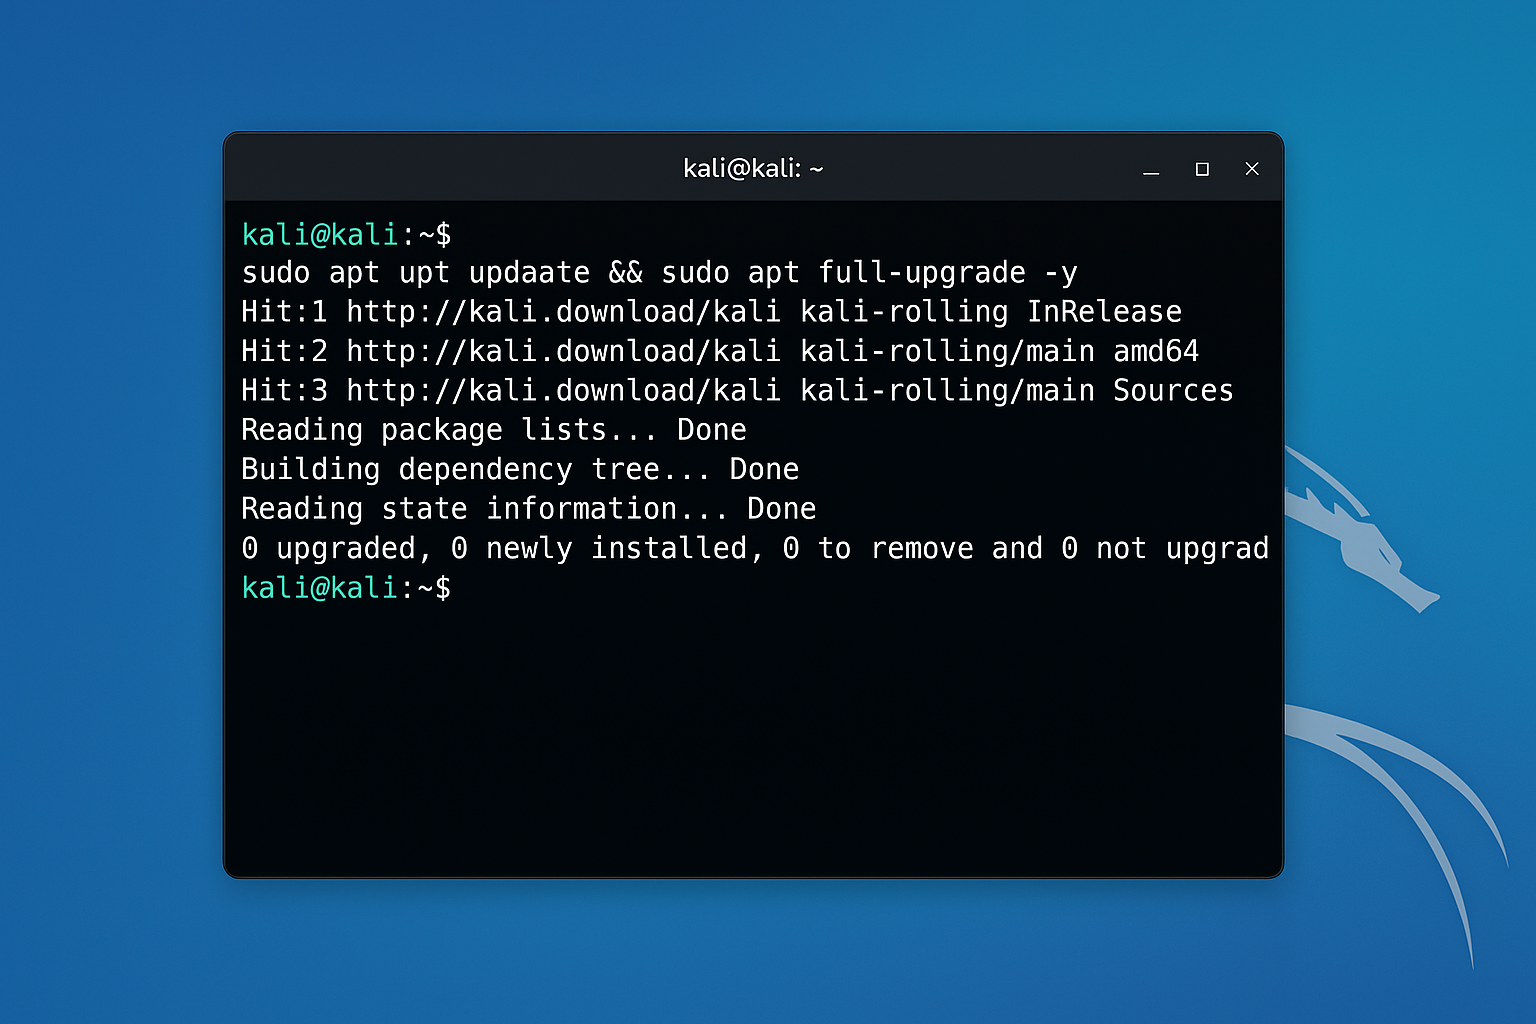 kali@kali: ~
kali@kali:~$
sudo apt upt updaate && sudo apt full-upgrade -y
Hit:1 http://kali.download/kali kali-rolling InRelease
Hit:2 http://kali.download/kali kali-rolling/main amd64
Hit:3 http://kali.download/kali kali-rolling/main Sources
Reading package lists... Done
Building dependency tree... Done
Reading state information... Done
0 upgraded, 0 newly installed, 0 to remove and 0 not upgrad
kali@kali:~$